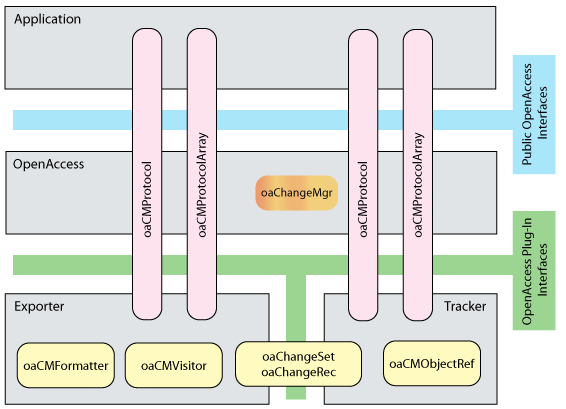 Application
oaCMProtocol
oaCMProtocolArray
oaCMProtocol
oaCMProtocolArray
Public OpenAccess
Interfaces
OpenAccess
oaChangeMgr
OpenAccess Plug-In
Interfaces
Exporter
Tracker
oaCMFormatter
oaCMVisitor
oaChangeSet
oaChangeRec
oaCMObjectRef